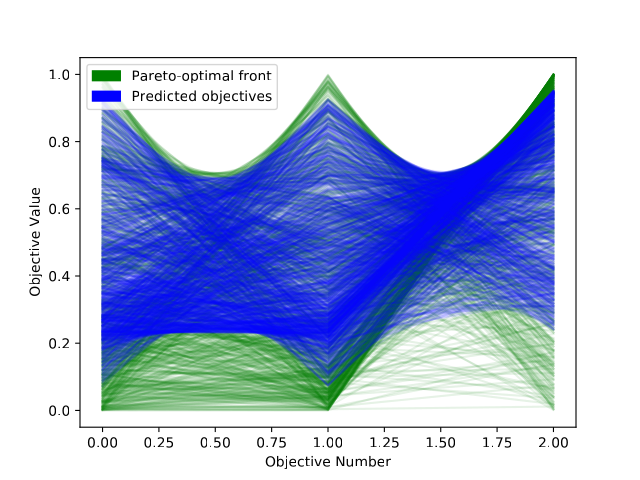 Pareto-optimal front
Predicted objectives
Objective Value
1.0
0.8
0.6
0.4
0.2
0.0
0.00 0.25 0.50 0.75 1.00 1.25 1.50 1.75 2.00
Objective Number